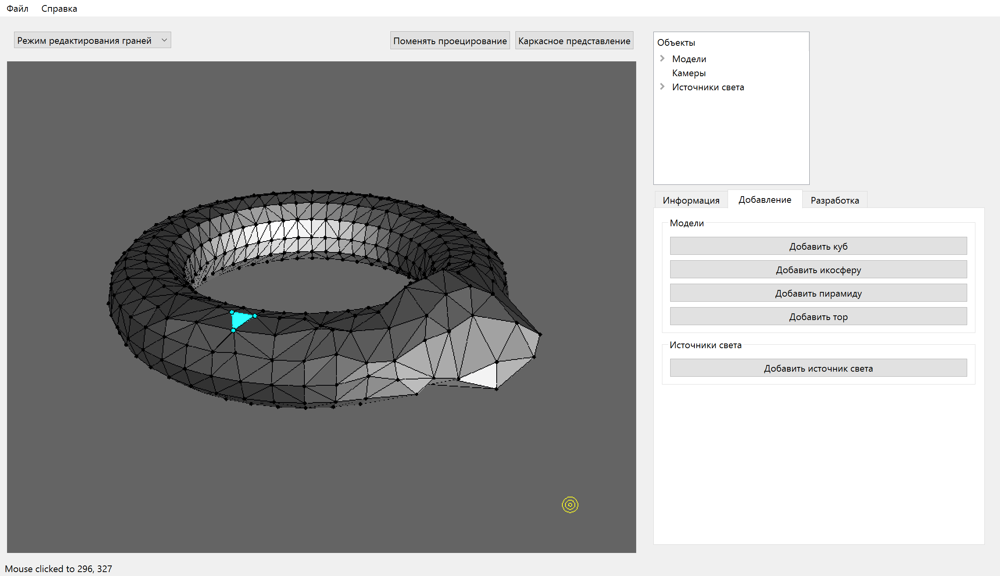 Файл Справка
Режим редактирования граней
Поменять проецирование
Каркасное представление
Объекты
Модели
Камеры
Источники света
Информация
Добавление
Разработка
Модели
Добавить куб
Добавить икосферу
Добавить пирамиду
Добавить тор
Источники света
Добавить источник света
Mouse clicked to 296, 327